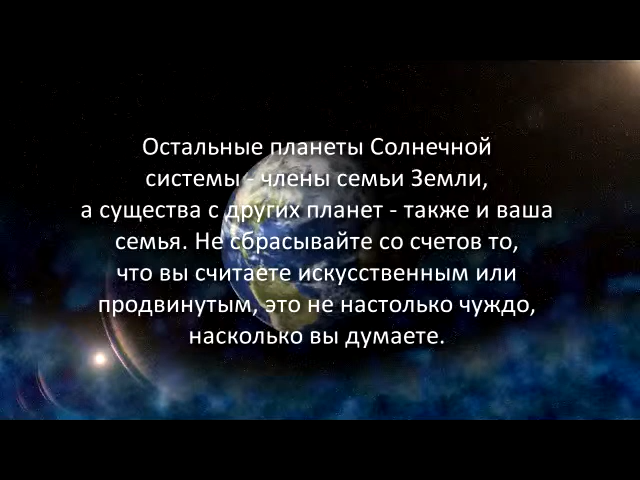 Остальные планеты Солнечной
системы - члены семьи Земли,
а существа с других планет - также и ваша
семья. Не сбрасывайте со счетов то,
что вы считаете искусственным или
продвинутым, это не настолько чуждо,
насколько вы думаете.